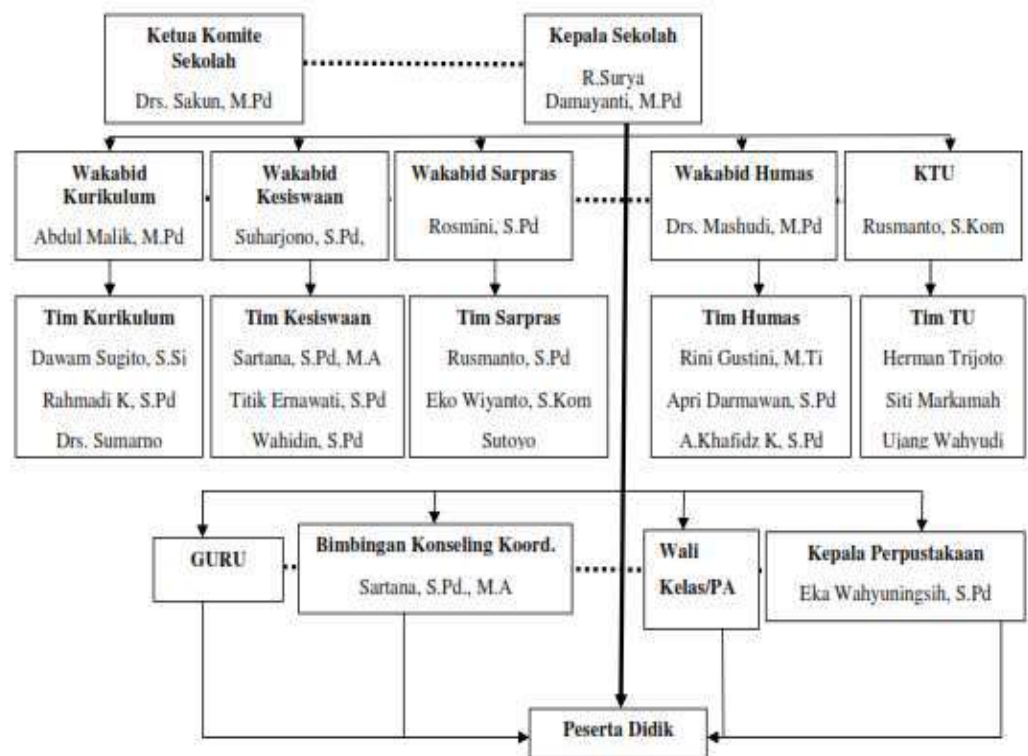 Ketua Komite
Sekolah
Drs. Sakun, M.Pd
Kepala Sekolah
R.Surya
Damayanti, M.Pd
Wakabid
Kurikulum
Abdul Malik, M.Pd
Wakabid
Kesiswaan
Suharjono, S.Pd,
Wakabid Sarpras
Rosmini, S.Pd
Wakabid Humas
Drs. Mashudi, M.Pd
KTU
Rusmanto, S.Kom
Tim Kurikulum
Dawam Sugito, S.Si
Rahmadi K, S.Pd
Drs. Sumarno
Tim Kesiswaan
Sartana, S.Pd, M.A
Titik Ernawati, S.Pd
Wahidin, S.Pd
Tim Sarpras
Rusmanto, S.Pd
Eko Wiyanto, S.Kom
Sutoyo
Tim Humas
Rini Gustini, M.Ti
Apri Darmawan, S.Pd
A.Khafidz K, S.Pd
Tim TU
Herman Trijoto
Siti Markamah
Ujang Wahyudi
GURU
Bimbingan Konseling Koord.
Sartana, S.Pd., M.A
Wali
Kelas/PA
Kepala Perpustakaan
Eka Wahyuningsih, S.Pd
Peserta Didik